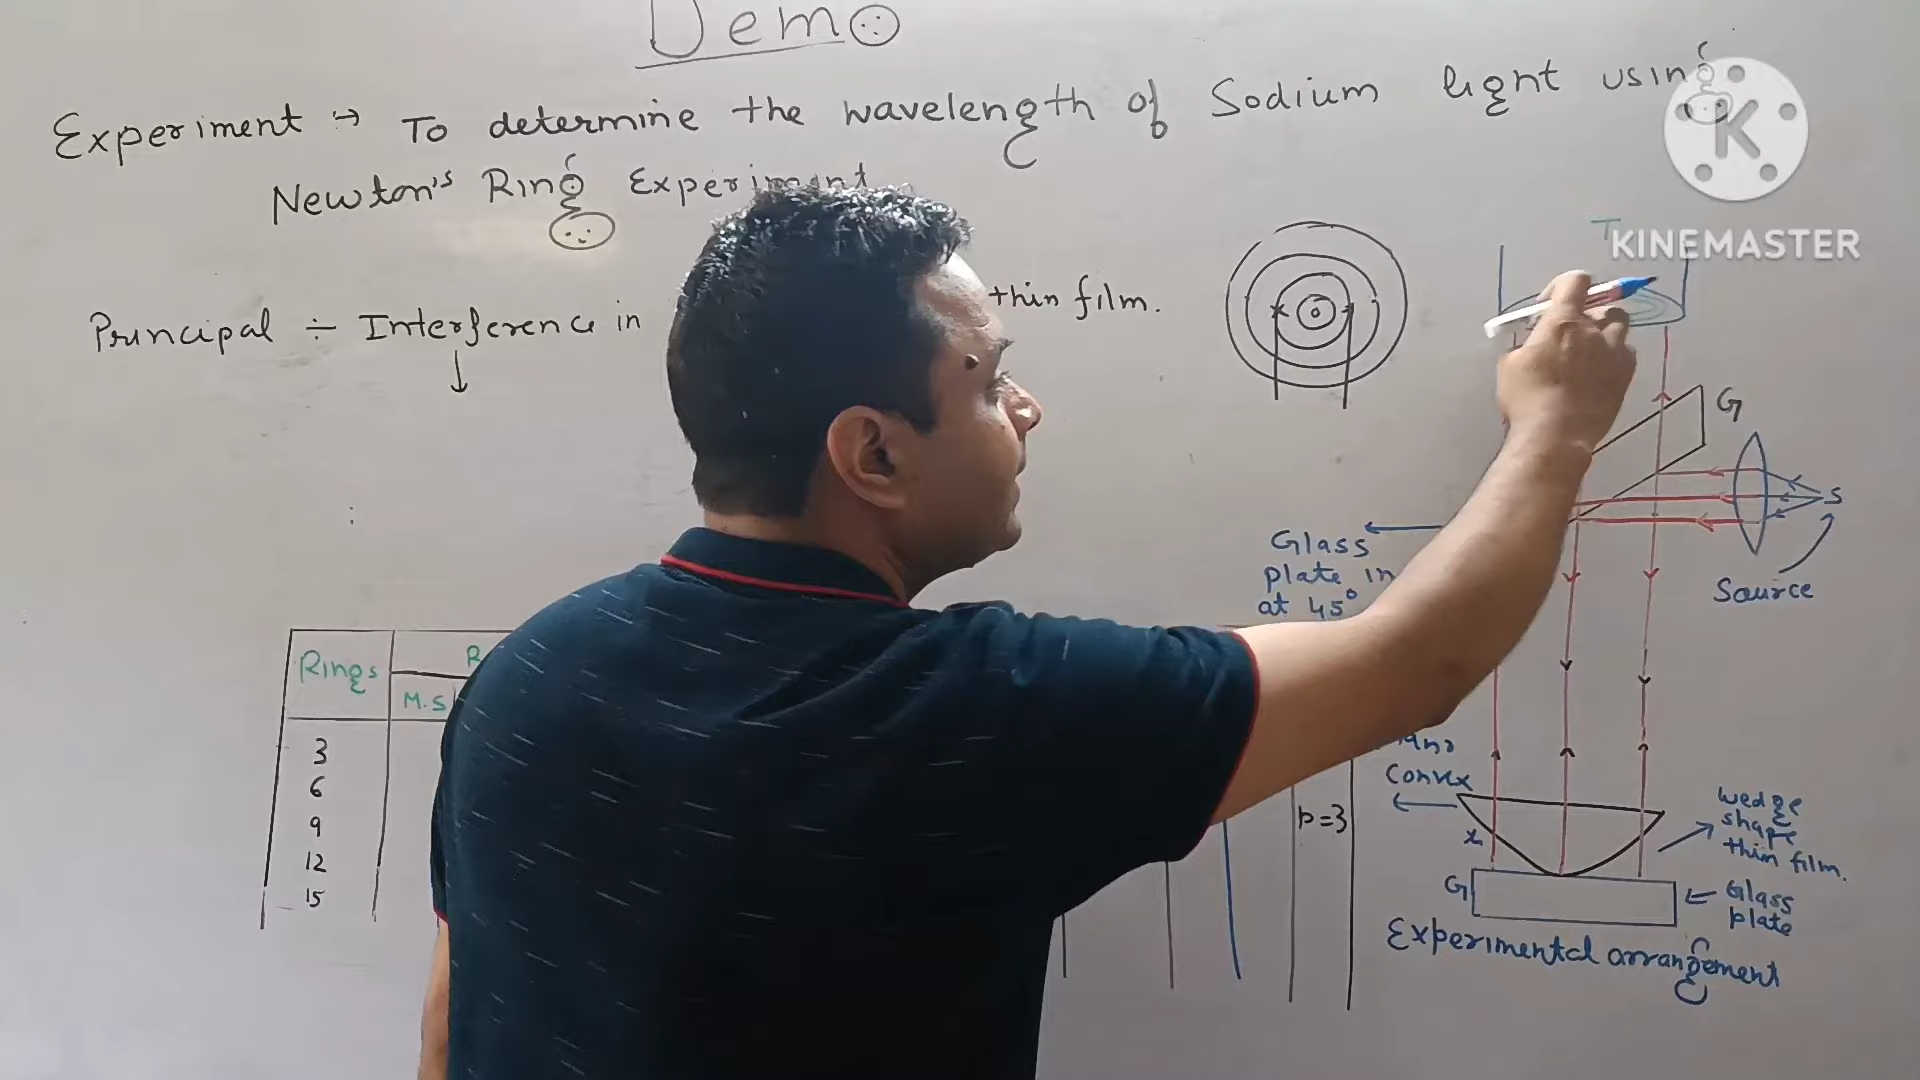 Demo
Experiment :→ To determine the wavelength of Sodium light using
Newton's Ring Experiment
K
KINEMASTER
Principal ÷ Interference in thin film.
G
S
Source
Glass
plate in
at 45°
Rings
M.S
3
6
9
12
15
p=3
Convex
wedge
shape
thin film.
G
Glass
plate
Experimental arrangement